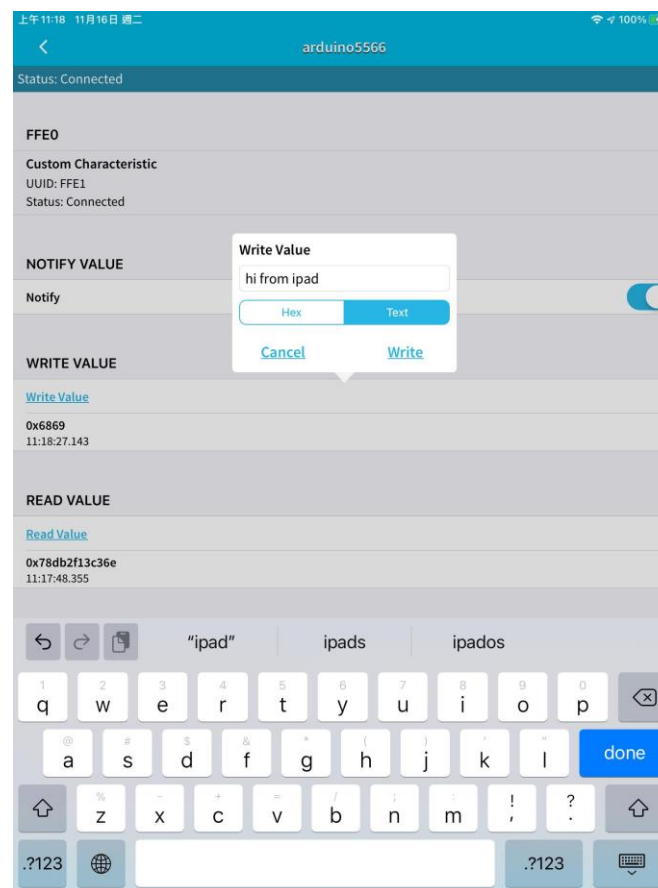 上午11:18 11月16日 週二 100%
arduino5566
Status: Connected
FFE0
Custom Characteristic
UUID: FFE1
Status: Connected
NOTIFY VALUE
Notify
Write Value
hi from ipad
Hex Text
Cancel Write
WRITE VALUE
Write Value
0x6869
11:18:27.143
READ VALUE
Read Value
0x78db2f13c36e
11:17:48.355
“ipad” ipads ipados
1 2 3 4 5 6 7 8 9 0
q w e r t y u i o p
@ # $ & * ( ) ' "
a s d f g h j k l done
% - + = / ; : ! ?
z x c v b n m , .
.?123 .?123